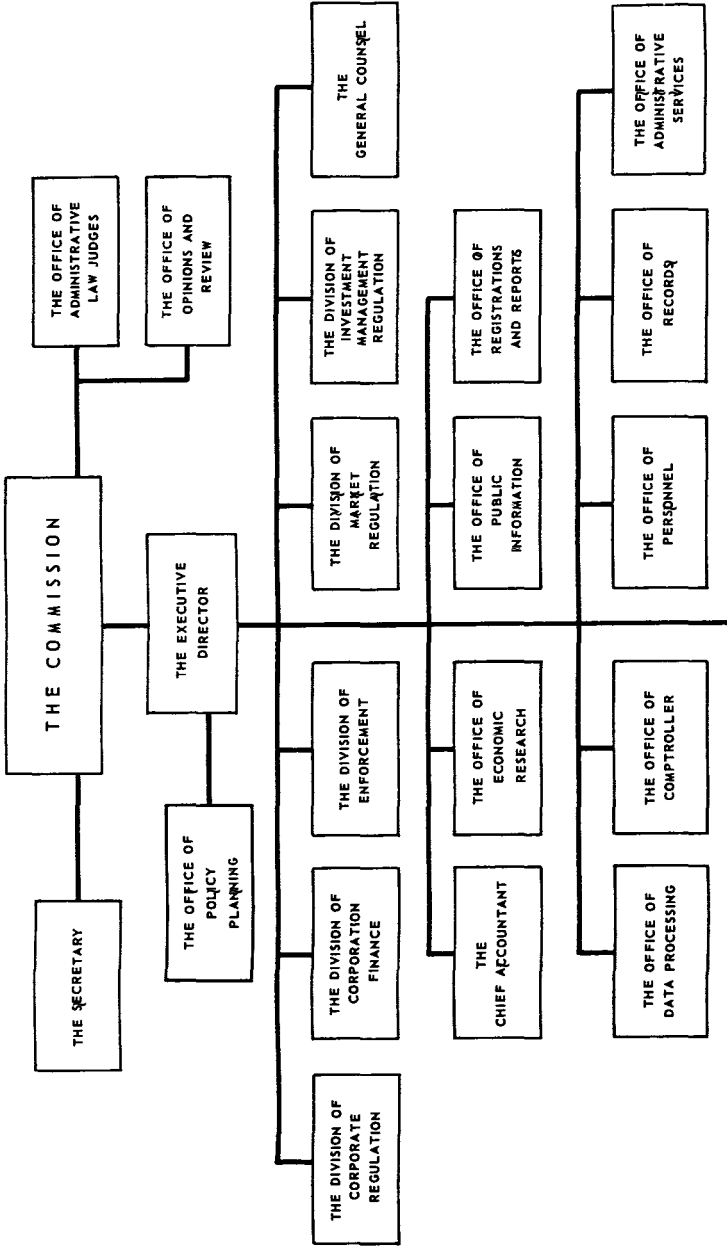 THE COMMISSION
THE OFFICE OF
ADMINISTRATIVE
LAW JUDGES
THE SECRETARY
THE OFFICE OF
OPINIONS AND
REVIEW
THE EXECUTIVE
DIRECTOR
THE OFFICE OF
POLICY
PLANNING
THE DIVISION OF
CORPORATE
REGULATION
THE DIVISION OF
CORPORATION
FINANCE
THE DIVISION OF
ENFORCEMENT
THE DIVISION OF
MARKET
REGULATION
THE DIVISION OF
INVESTMENT
MANAGEMENT
REGULATION
THE
GENERAL COUNSEL
THE
CHIEF ACCOUNTANT
THE OFFICE OF
ECONOMIC
RESEARCH
THE OFFICE OF
PUBLIC
INFORMATION
THE OFFICE OF
REGISTRATIONS
AND REPORTS
THE OFFICE OF
DATA PROCESSING
THE OFFICE OF
COMPTROLLER
THE OFFICE OF
PERSONNEL
THE OFFICE OF
RECORDS
THE OFFICE OF
ADMINISTRATIVE
SERVICES